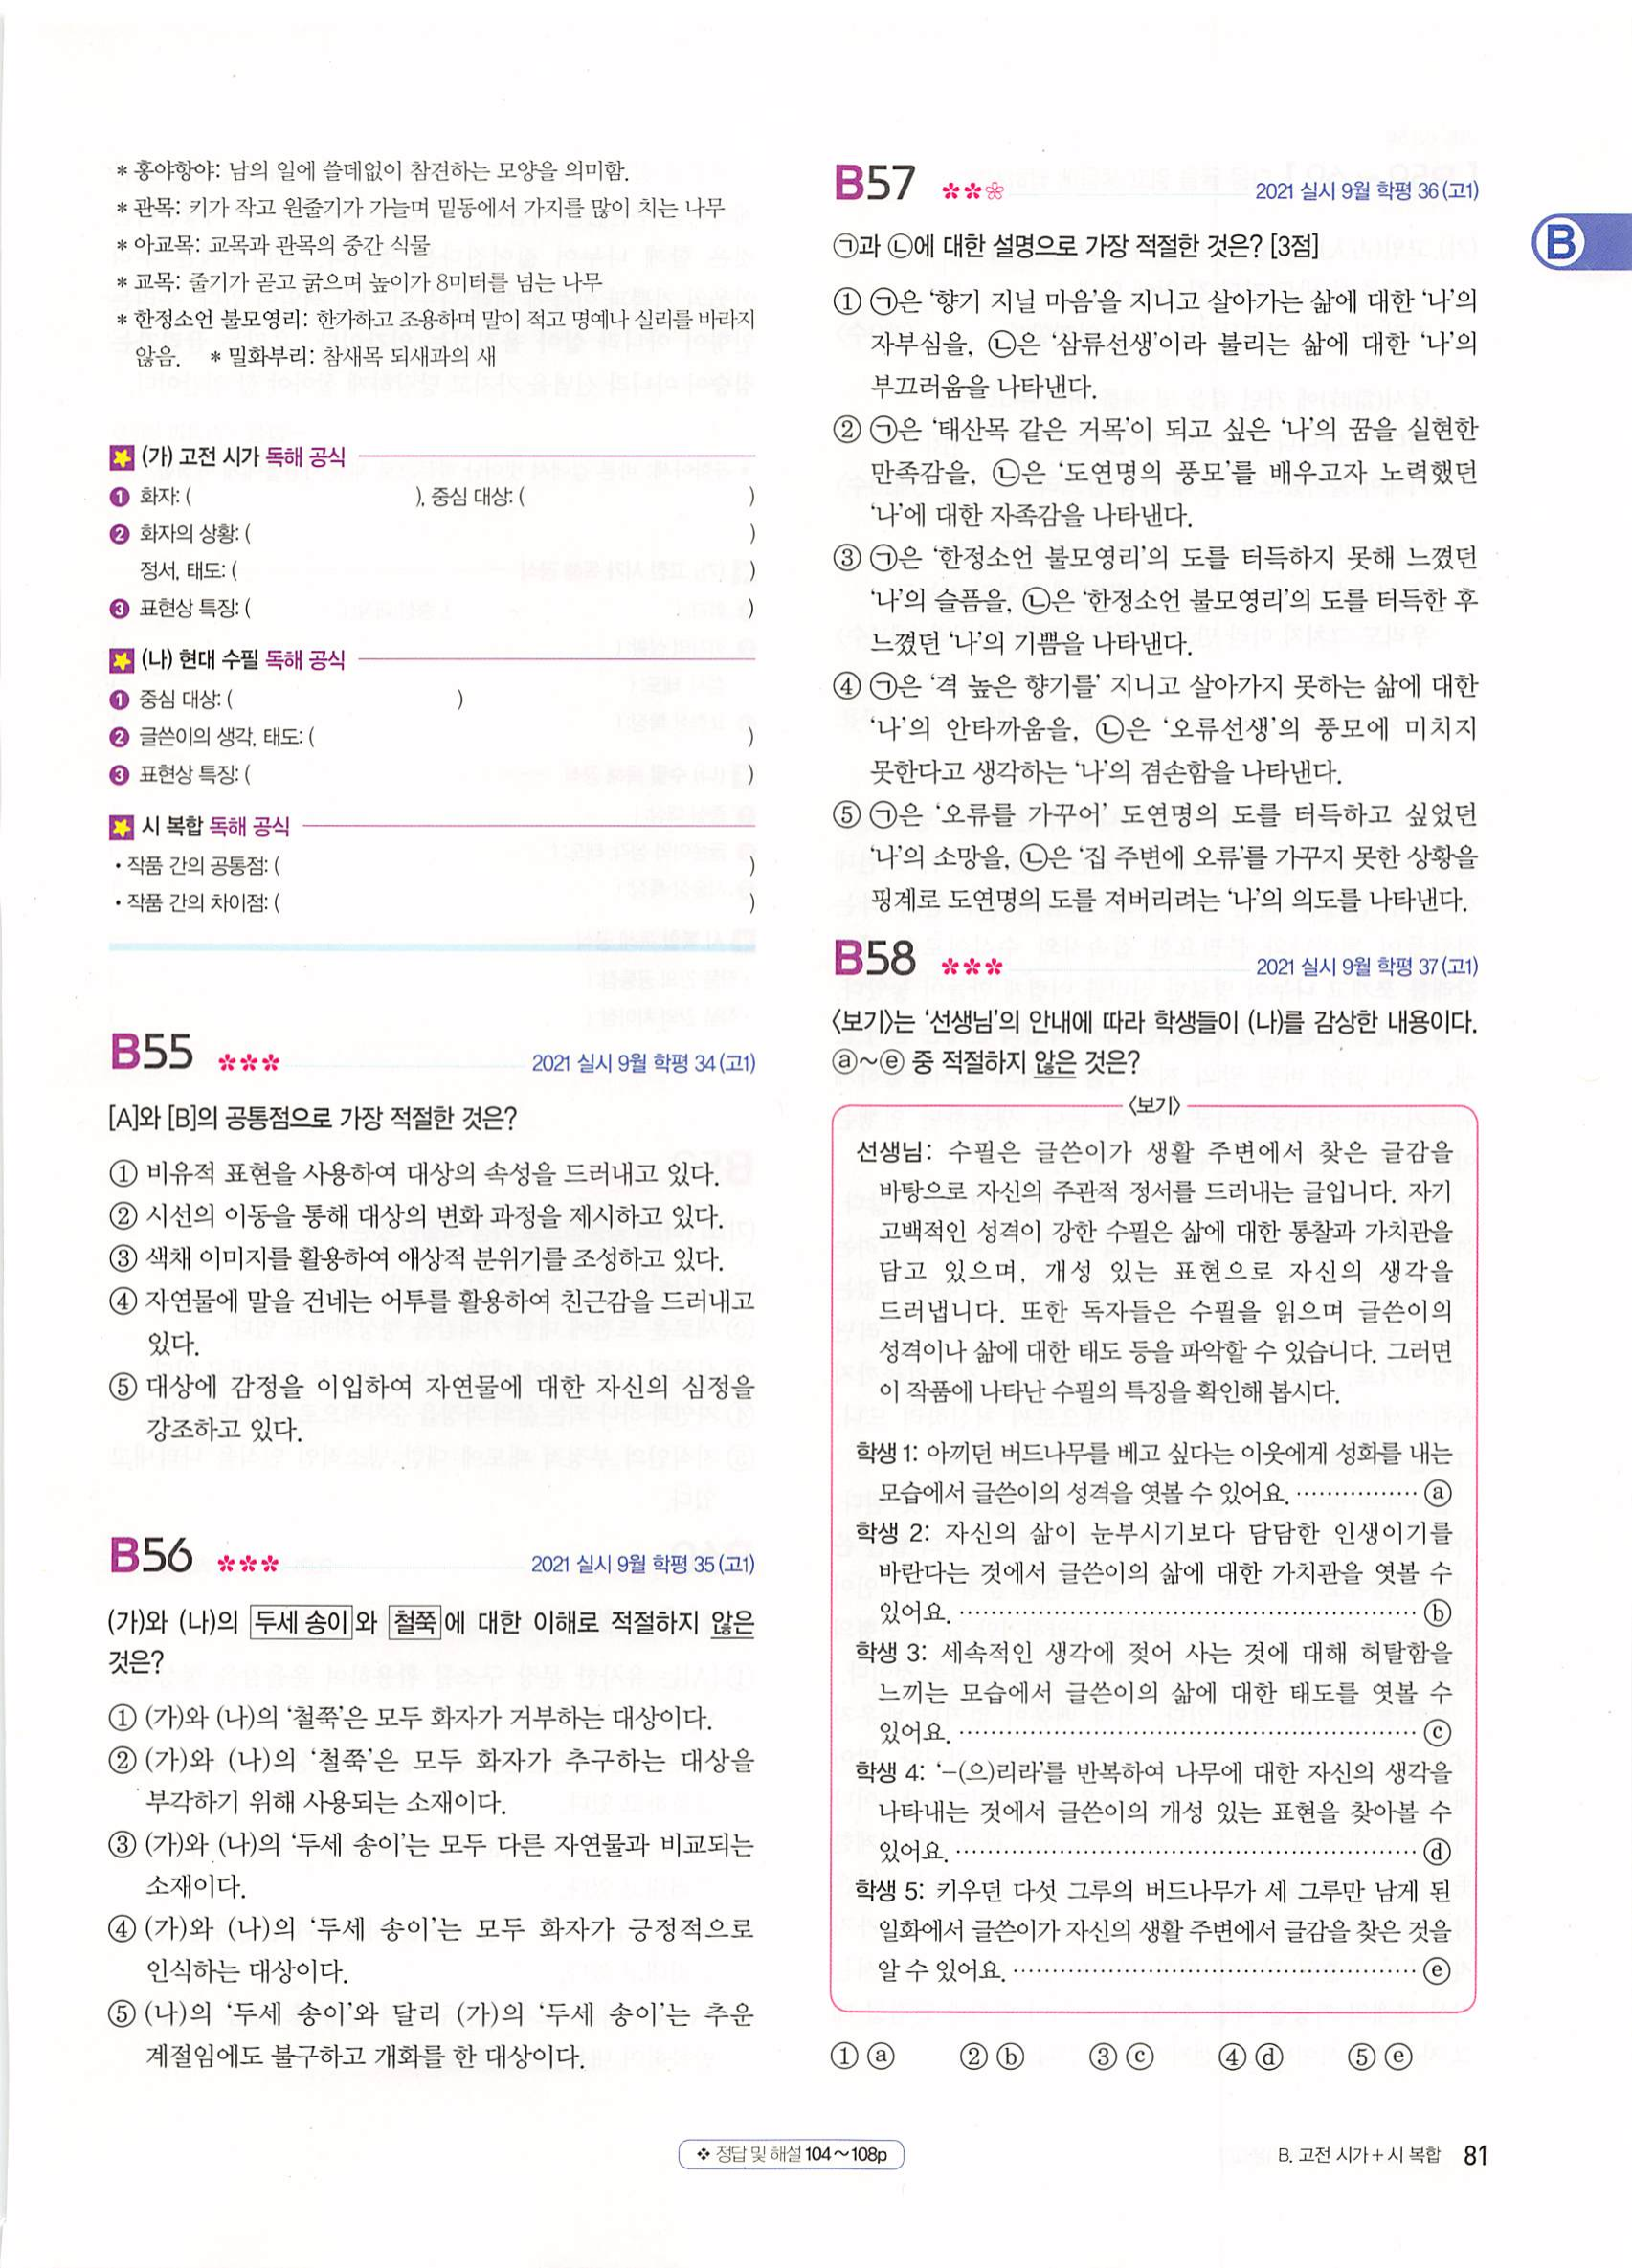 * 홍야항야: 남의 일에 쓸데없이 참견하는 모양을 의미함.
* 관목: 키가 작고 원줄기가 가늘며 밑동에서 가지를 많이 치는 나무
* 아교목: 교목과 관목의 중간 식물
* 교목: 줄기가 곧고 굵으며 높이가 8미터를 넘는 나무
* 한정소언 불모영리: 한가하고 조용하며 말이 적고 명예나 실리를 바라지
않음. * 밀화부리: 참새목 되새과의 새
(가) 고전 시가 독해 공식
❶ 화자: ( ), 중심 대상: ( )
❷ 화자의 상황: ( )
정서, 태도: ( )
❸ 표현상 특징: ( )
(나) 현대 수필 독해 공식
❶ 중심 대상: ( )
❷ 글쓴이의 생각, 태도: ( )
❸ 표현상 특징: ( )
시 복합 독해 공식
• 작품 간의 공통점: ( )
• 작품 간의 차이점: ( )
B55 2021 실시 9월 학평 34 (고1)
[A]와 [B]의 공통점으로 가장 적절한 것은?
① 비유적 표현을 사용하여 대상의 속성을 드러내고 있다.
② 시선의 이동을 통해 대상의 변화 과정을 제시하고 있다.
③ 색채 이미지를 활용하여 애상적 분위기를 조성하고 있다.
④ 자연물에 말을 건네는 어투를 활용하여 친근감을 드러내고
있다.
⑤ 대상에 감정을 이입하여 자연물에 대한 자신의 심정을
강조하고 있다.
B56 2021 실시 9월 학평 35 (고1)
(가)와 (나)의 두세 송이와 철쭉에 대한 이해로 적절하지 않은
것은?
① (가)와 (나)의 ‘철쭉’은 모두 화자가 거부하는 대상이다.
② (가)와 (나)의 ‘철쭉’은 모두 화자가 추구하는 대상을
부각하기 위해 사용되는 소재이다.
③ (가)와 (나)의 ‘두세 송이’는 모두 다른 자연물과 비교되는
소재이다.
④ (가)와 (나)의 ‘두세 송이’는 모두 화자가 긍정적으로
인식하는 대상이다.
⑤ (나)의 ‘두세 송이’와 달리 (가)의 ‘두세 송이’는 추운
계절임에도 불구하고 개화를 한 대상이다.
B57 2021 실시 9월 학평 36 (고1)
㉠과 ㉡에 대한 설명으로 가장 적절한 것은? [3점]
① ㉠은 ‘향기 지닐 마음’을 지니고 살아가는 삶에 대한 ‘나’의
자부심을, ㉡은 ‘삼류선생’이라 불리는 삶에 대한 ‘나’의
부끄러움을 나타낸다.
② ㉠은 ‘태산목 같은 거목’이 되고 싶은 ‘나’의 꿈을 실현한
만족감을, ㉡은 ‘도연명의 풍모’를 배우고자 노력했던
‘나’에 대한 자족감을 나타낸다.
③ ㉠은 ‘한정소언 불모영리’의 도를 터득하지 못해 느꼈던
‘나’의 슬픔을, ㉡은 ‘한정소언 불모영리’의 도를 터득한 후
느꼈던 ‘나’의 기쁨을 나타낸다.
④ ㉠은 ‘격 높은 향기를’ 지니고 살아가지 못하는 삶에 대한
‘나’의 안타까움을, ㉡은 ‘오류선생’의 풍모에 미치지
못한다고 생각하는 ‘나’의 겸손함을 나타낸다.
⑤ ㉠은 ‘오류를 가꾸어’ 도연명의 도를 터득하고 싶었던
‘나’의 소망을, ㉡은 ‘집 주변에 오류’를 가꾸지 못한 상황을
핑계로 도연명의 도를 져버리려는 ‘나’의 의도를 나타낸다.
B58 2021 실시 9월 학평 37 (고1)
〈보기〉는 ‘선생님’의 안내에 따라 학생들이 (나)를 감상한 내용이다.
ⓐ~ⓔ 중 적절하지 않은 것은?
〈보기〉
선생님: 수필은 글쓴이가 생활 주변에서 찾은 글감을
바탕으로 자신의 주관적 정서를 드러내는 글입니다. 자기
고백적인 성격이 강한 수필은 삶에 대한 통찰과 가치관을
담고 있으며, 개성 있는 표현으로 자신의 생각을
드러냅니다. 또한 독자들은 수필을 읽으며 글쓴이의
성격이나 삶에 대한 태도 등을 파악할 수 있습니다. 그러면
이 작품에 나타난 수필의 특징을 확인해 봅시다.
학생 1: 아끼던 버드나무를 베고 싶다는 이웃에게 성화를 내는
모습에서 글쓴이의 성격을 엿볼 수 있어요. ················ ⓐ
학생 2: 자신의 삶이 눈부시기보다 담담한 인생이기를
바란다는 것에서 글쓴이의 삶에 대한 가치관을 엿볼 수
있어요. ················ ⓑ
학생 3: 세속적인 생각에 젖어 사는 것에 대해 허탈함을
느끼는 모습에서 글쓴이의 삶에 대한 태도를 엿볼 수
있어요. ················ ⓒ
학생 4: ‘-(으)리라’를 반복하여 나무에 대한 자신의 생각을
나타내는 것에서 글쓴이의 개성 있는 표현을 찾아볼 수
있어요. ················ ⓓ
학생 5: 키우던 다섯 그루의 버드나무가 세 그루만 남게 된
일화에서 글쓴이가 자신의 생활 주변에서 글감을 찾은 것을
알 수 있어요. ················ ⓔ
① ⓐ ② ⓑ ③ ⓒ ④ ⓓ ⑤ ⓔ
B
❖ 정답 및 해설 104~108p
B. 고전 시가+시 복합 81